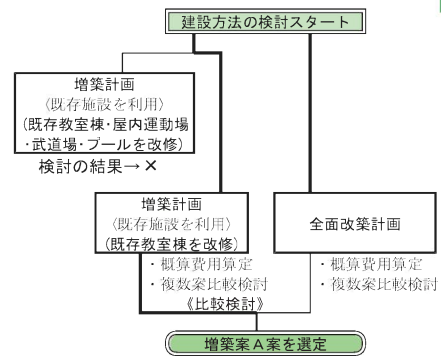 建設方法の検討スタート
増築計画
〈既存施設を利用〉
(既存教室棟・屋内運動場
・武道場・プールを改修)
検討の結果→×
増築計画
〈既存施設を利用〉
(既存教室棟を改修)
・概算費用算定
・複数案比較検討
全面改築計画
・概算費用算定
・複数案比較検討
《比較検討》
増築案A案を選定